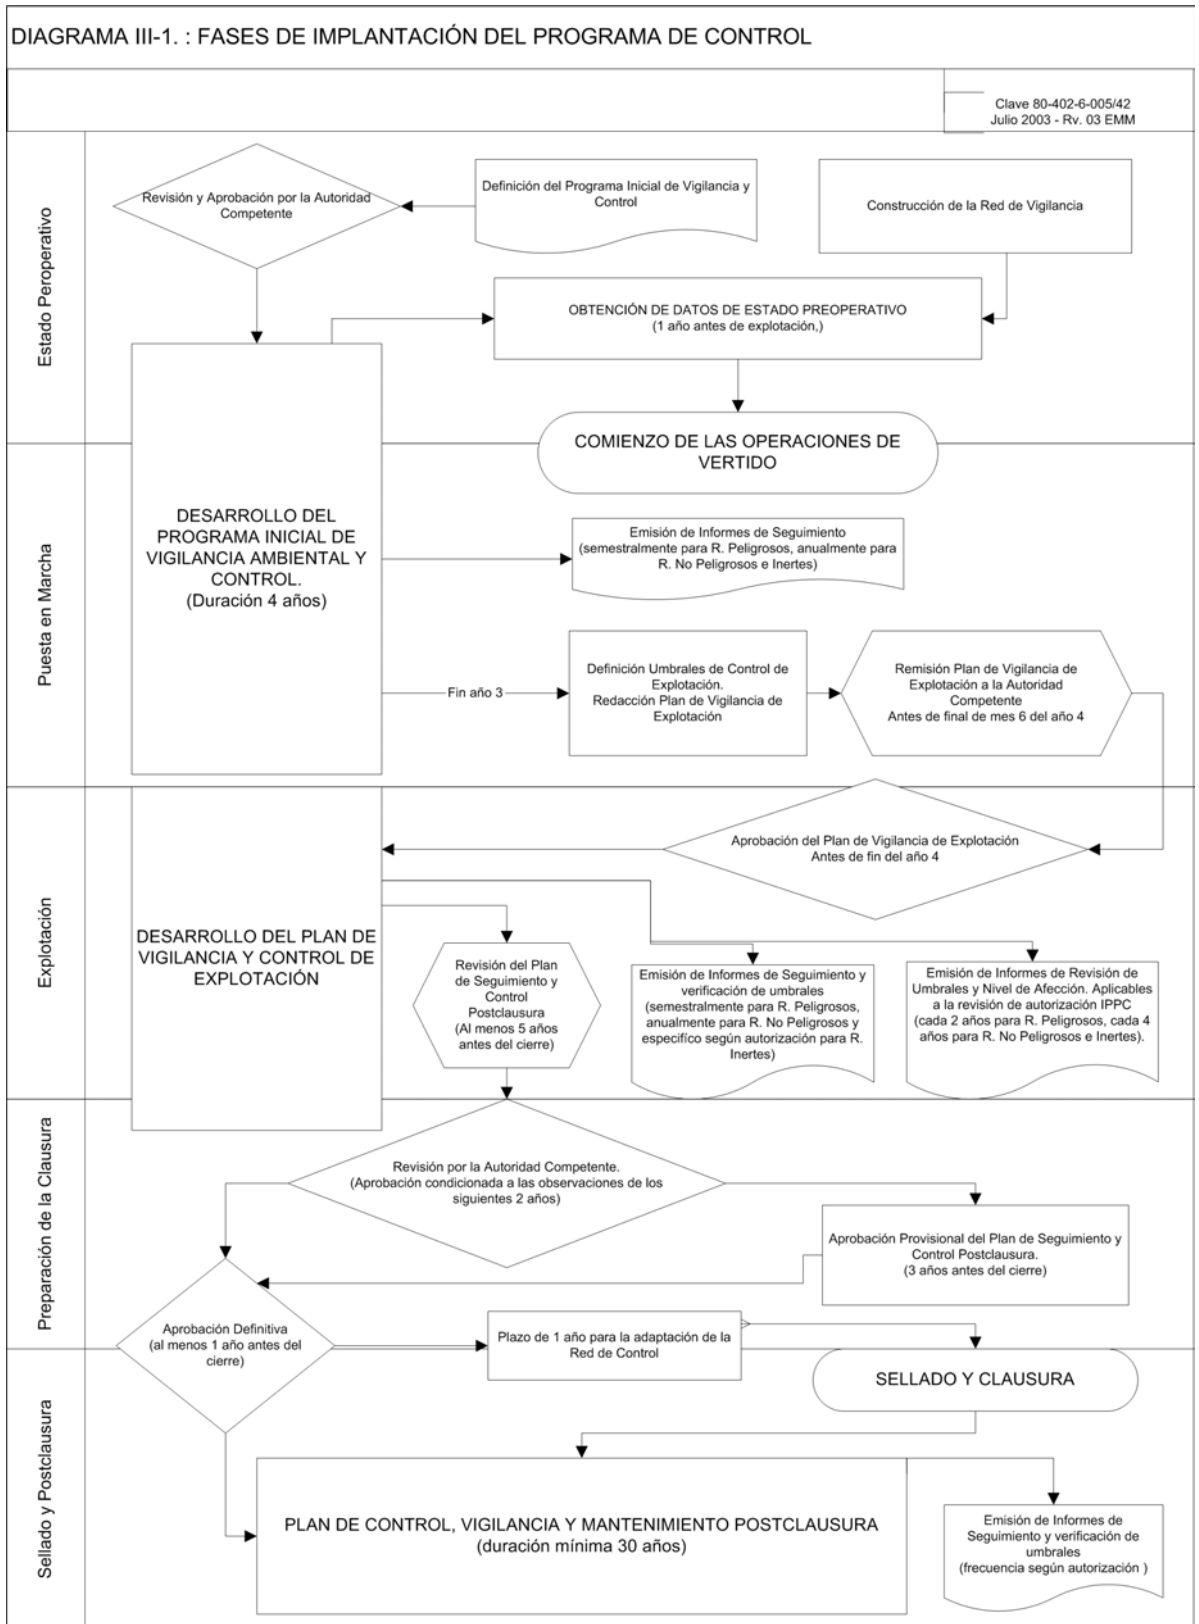 DIAGRAMA III-1. : FASES DE IMPLANTACIÓN DEL PROGRAMA DE CONTROL
Clave 80-402-6-005/42
Julio 2003 - Rv. 03 EMM
Estado Peroperativo
Revisión y Aprobación por la Autoridad
Competente
Definición del Programa Inicial de Vigilancia y
Control
Construcción de la Red de Vigilancia
OBTENCIÓN DE DATOS DE ESTADO PREOPERATIVO
(1 año antes de explotación,)
COMIENZO DE LAS OPERACIONES DE
VERTIDO
Puesta en Marcha
DESARROLLO DEL
PROGRAMA INICIAL DE
VIGILANCIA AMBIENTAL Y
CONTROL.
(Duración 4 años)
Emisión de Informes de Seguimiento
(semestralmente para R. Peligrosos, anualmente para
R. No Peligrosos e Inertes)
Fin año 3
Definición Umbrales de Control de
Explotación.
Redacción Plan de Vigilancia de
Explotación
Remisión Plan de Vigilancia de
Explotación a la Autoridad
Competente
Antes de final de mes 6 del año 4
Explotación
Aprobación del Plan de Vigilancia de Explotación
Antes de fin del año 4
DESARROLLO DEL PLAN DE
VIGILANCIA Y CONTROL DE
EXPLOTACIÓN
Revisión del Plan
de Seguimiento y
Control
Postclausura
(Al menos 5 años
antes del cierre)
Emisión de Informes de Seguimiento y
verificación de umbrales
(semestralmente para R. Peligrosos,
anualmente para R. No Peligrosos y
especifíco según autorización para R.
Inertes)
Emisión de Informes de Revisión de
Umbrales y Nivel de Afección. Aplicables
a la revisión de autorización IPPC
(cada 2 años para R. Peligrosos, cada 4
años para R. No Peligrosos e Inertes).
Preparación de la Clausura
Revisión por la Autoridad Competente.
(Aprobación condicionada a las observaciones de los
siguientes 2 años)
Aprobación Provisional del Plan de Seguimiento y
Control Postclausura.
(3 años antes del cierre)
Aprobación Definitiva
(al menos 1 año antes del
cierre)
Plazo de 1 año para la adaptación de la
Red de Control
Sellado y Postclausura
SELLADO Y CLAUSURA
PLAN DE CONTROL, VIGILANCIA Y MANTENIMIENTO POSTCLAUSURA
(duración mínima 30 años)
Emisión de Informes de
Seguimiento y verificación de
umbrales
(frecuencia según autorización )